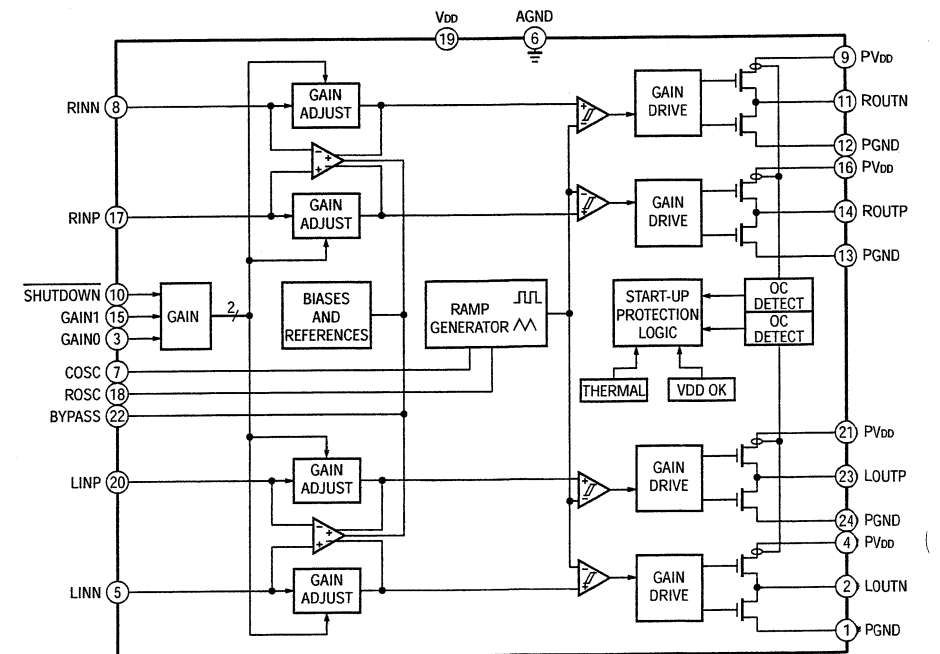 VDD
19
AGND
6
9 PVDD
RINN 8
GAIN
ADJUST
+
−
GAIN
DRIVE
11 ROUTN
12 PGND
− +
+ −
16 PVDD
RINP 17
GAIN
ADJUST
−
+
GAIN
DRIVE
14 ROUTP
13 PGND
SHUTDOWN 10
GAIN1 15
GAIN0 3
GAIN
2
BIASES
AND
REFERENCES
RAMP
GENERATOR
START-UP
PROTECTION
LOGIC
OC
DETECT
OC
DETECT
COSC 7
ROSC 18
BYPASS 22
THERMAL
VDD OK
21 PVDD
LINP 20
GAIN
ADJUST
+
−
GAIN
DRIVE
23 LOUTP
24 PGND
− +
+ −
4 PVDD
LINN 5
GAIN
ADJUST
−
+
GAIN
DRIVE
2 LOUTN
1 PGND